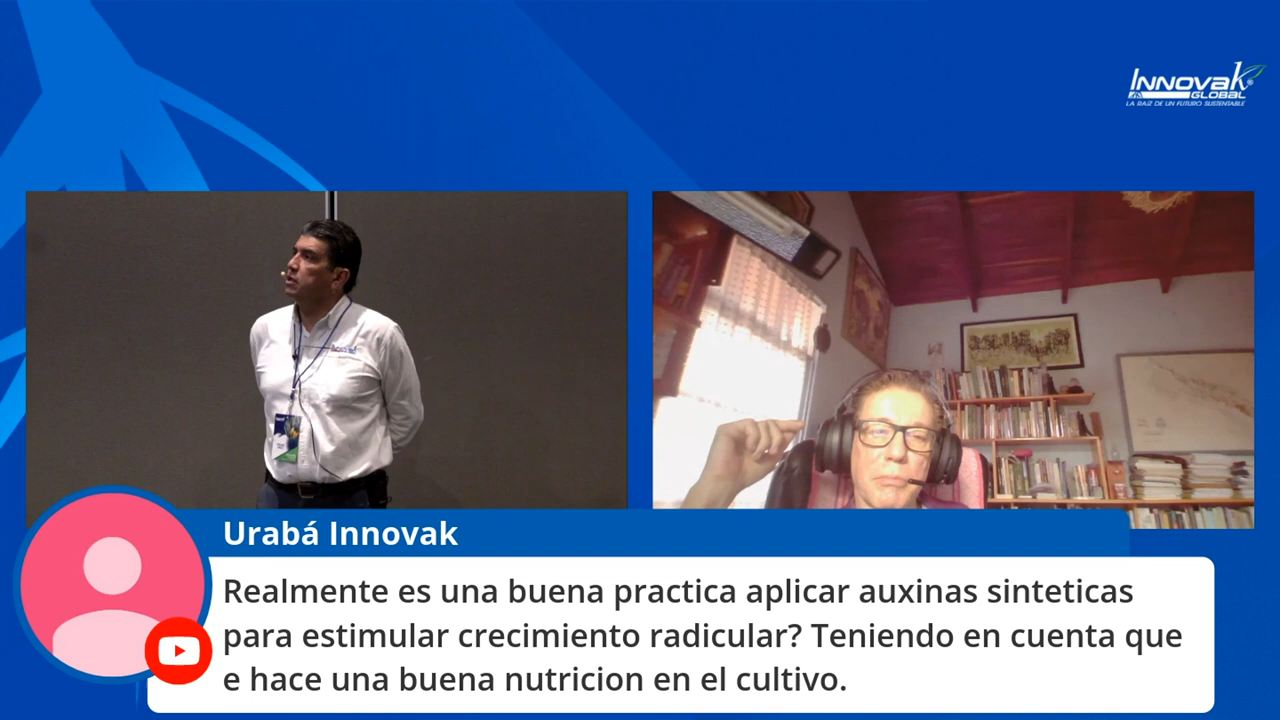 INNOVAK
GLOBAL
LA RAÍZ DE UN FUTURO SUSTENTABLE
Urabá Innovak
Realmente es una buena practica aplicar auxinas sinteticas
para estimular crecimiento radicular? Teniendo en cuenta que
e hace una buena nutricion en el cultivo.